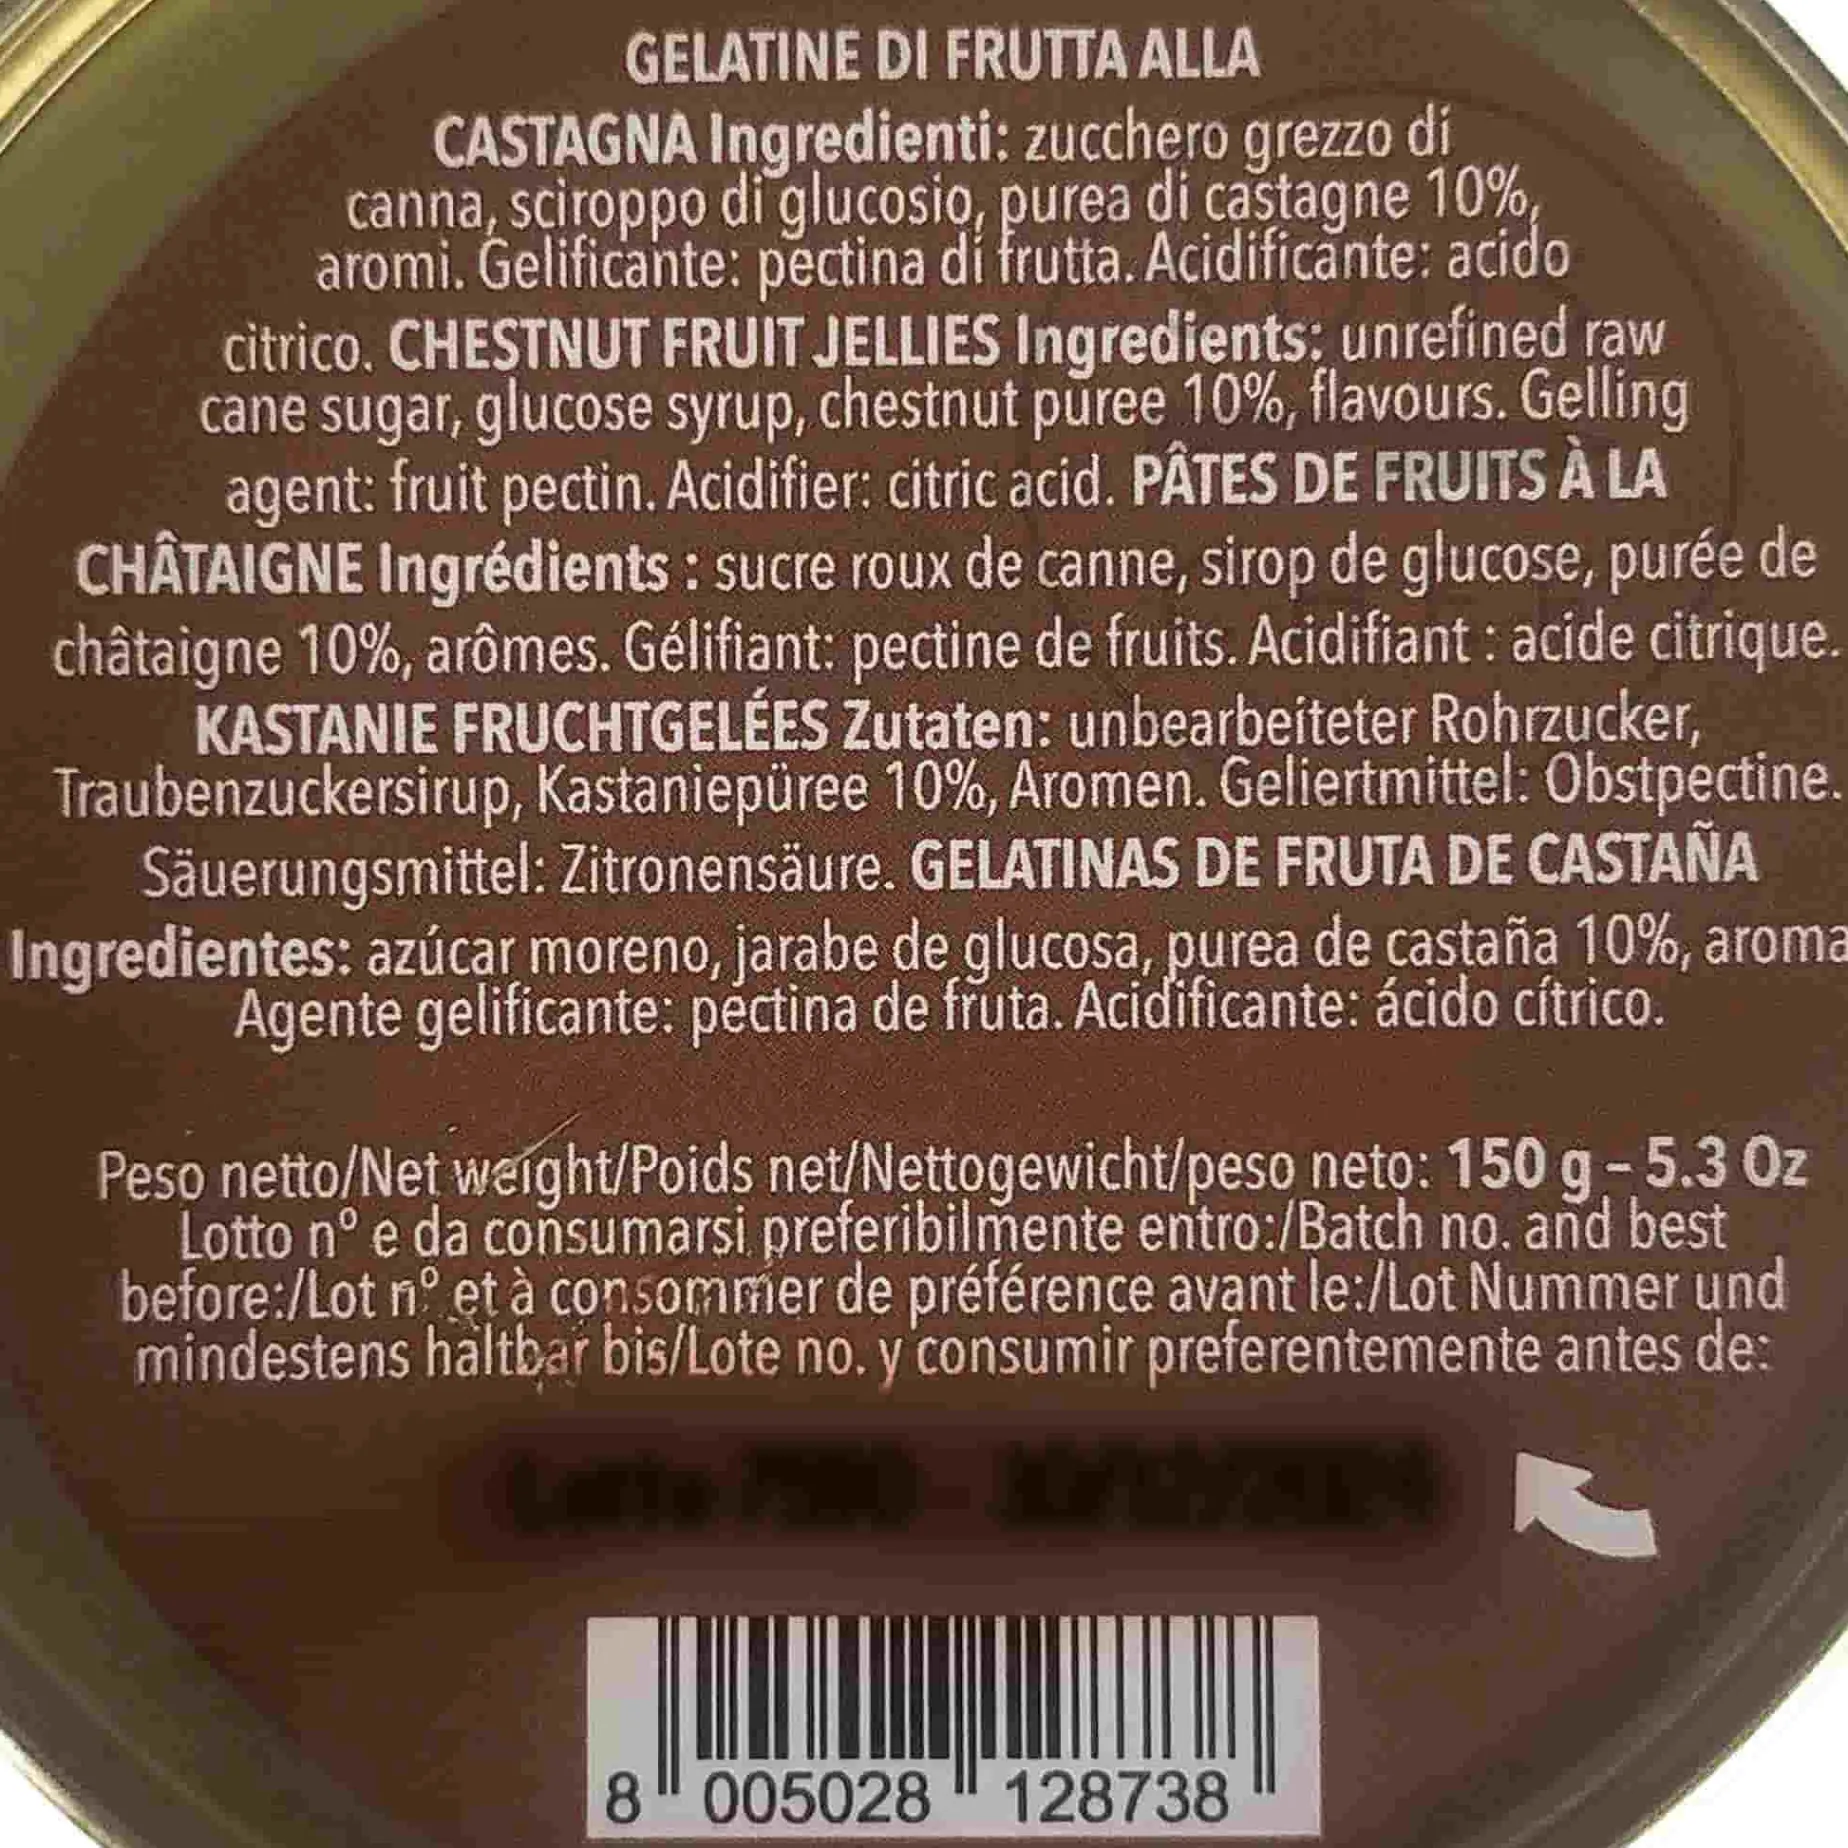 GELATINE DI FRUTTA ALLA
CASTAGNA Ingredienti: zucchero grezzo di
canna, sciroppo di glucosio, purea di castagne 10%,
aromi. Gelificante: pectina di frutta. Acidificante: acido
citrico. CHESTNUT FRUIT JELLIES Ingredients: unrefined raw
cane sugar, glucose syrup, chestnut puree 10%, flavours. Gelling
agent: fruit pectin. Acidifier: citric acid. PÂTES DE FRUITS À LA
CHÂTAIGNE Ingrédients : sucre roux de canne, sirop de glucose, purée de
châtaigne 10%, arômes. Gélifiant: pectine de fruits. Acidifiant : acide citrique.
KASTANIE FRUCHTGELÉES Zutaten: unbearbeiteter Rohrzucker,
Traubenzuckersirup, Kastaniepüree 10%, Aromen. Geliertmittel: Obstpectine.
Säuerungsmittel: Zitronensäure. GELATINAS DE FRUTA DE CASTAÑA
Ingredientes: azúcar moreno, jarabe de glucosa, purea de castaña 10%, aroma
Agente gelificante: pectina de fruta. Acidificante: ácido cítrico.
Peso netto/Net weight/Poids net/Nettogewicht/peso neto: 150 g – 5.3 Oz
Lotto n° e da consumarsi preferibilmente entro:/Batch no. and best
before:/Lot n° et à consommer de préférence avant le:/Lot Nummer und
mindestens haltbar bis/Lote no. y consumir preferentemente antes de:
8 005028 128738